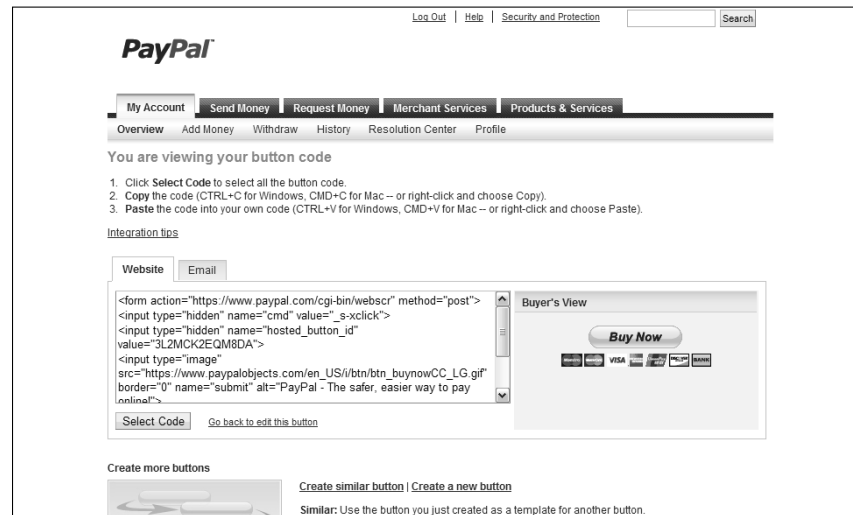 Log Out | Help | Security and Protection Search
PayPal
My Account Send Money Request Money Merchant Services Products & Services
Overview Add Money Withdraw History Resolution Center Profile
You are viewing your button code
1. Click Select Code to select all the button code.
2. Copy the code (CTRL+C for Windows, CMD+C for Mac -- or right-click and choose Copy).
3. Paste the code into your own code (CTRL+V for Windows, CMD+V for Mac -- or right-click and choose Paste).
Integration tips
Website Email
<form action="https://www.paypal.com/cgi-bin/webscr" method="post">
<input type="hidden" name="cmd" value="_s-xclick">
<input type="hidden" name="hosted_button_id"
value="3L2MCK2EQM8DA">
<input type="image"
src="https://www.paypalobjects.com/en_US/i/btn/btn_buynowCC_LG.gif"
border="0" name="submit" alt="PayPal - The safer, easier way to pay
online!">
Buyer's View
Buy Now
VISA
BANK
Select Code Go back to edit this button
Create more buttons
Create similar button | Create a new button
Similar: Use the button you just created as a template for another button.